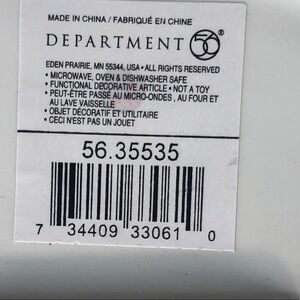 MADE IN CHINA / FABRIQUÉ EN CHINE
DEPARTMENT 56
EDEN PRAIRIE, MN 55344, USA • ALL RIGHTS RESERVED
• MICROWAVE, OVEN & DISHWASHER SAFE
• FUNCTIONAL DECORATIVE ARTICLE • NOT A TOY
• PEUT-ÊTRE PASSÉ AU MICRO-ONDES, AU FOUR ET
AU LAVE VAISSELLE
• OBJET DÉCORATIF ET UTILITAIRE
• CECI N'EST PAS UN JOUET
56.35535
7 34409 33061 0